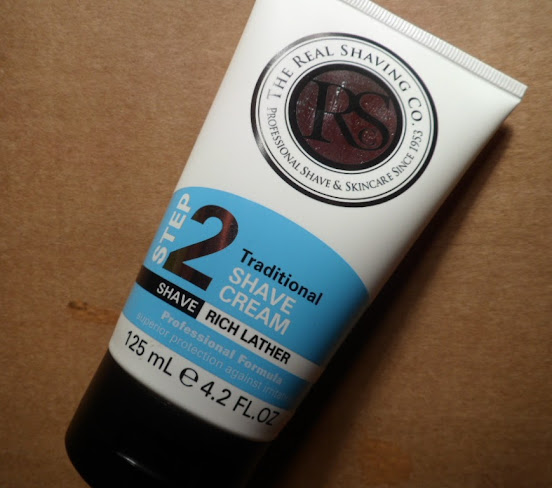 THE REAL SHAVING CO.
RS
PROFESSIONAL SHAVE & SKINCARE SINCE 1953
STEP
2
Traditional
SHAVE
CREAM
SHAVE RICH LATHER
Professional Formula
superior protection against
125 mL e 4.2 FL.OZ